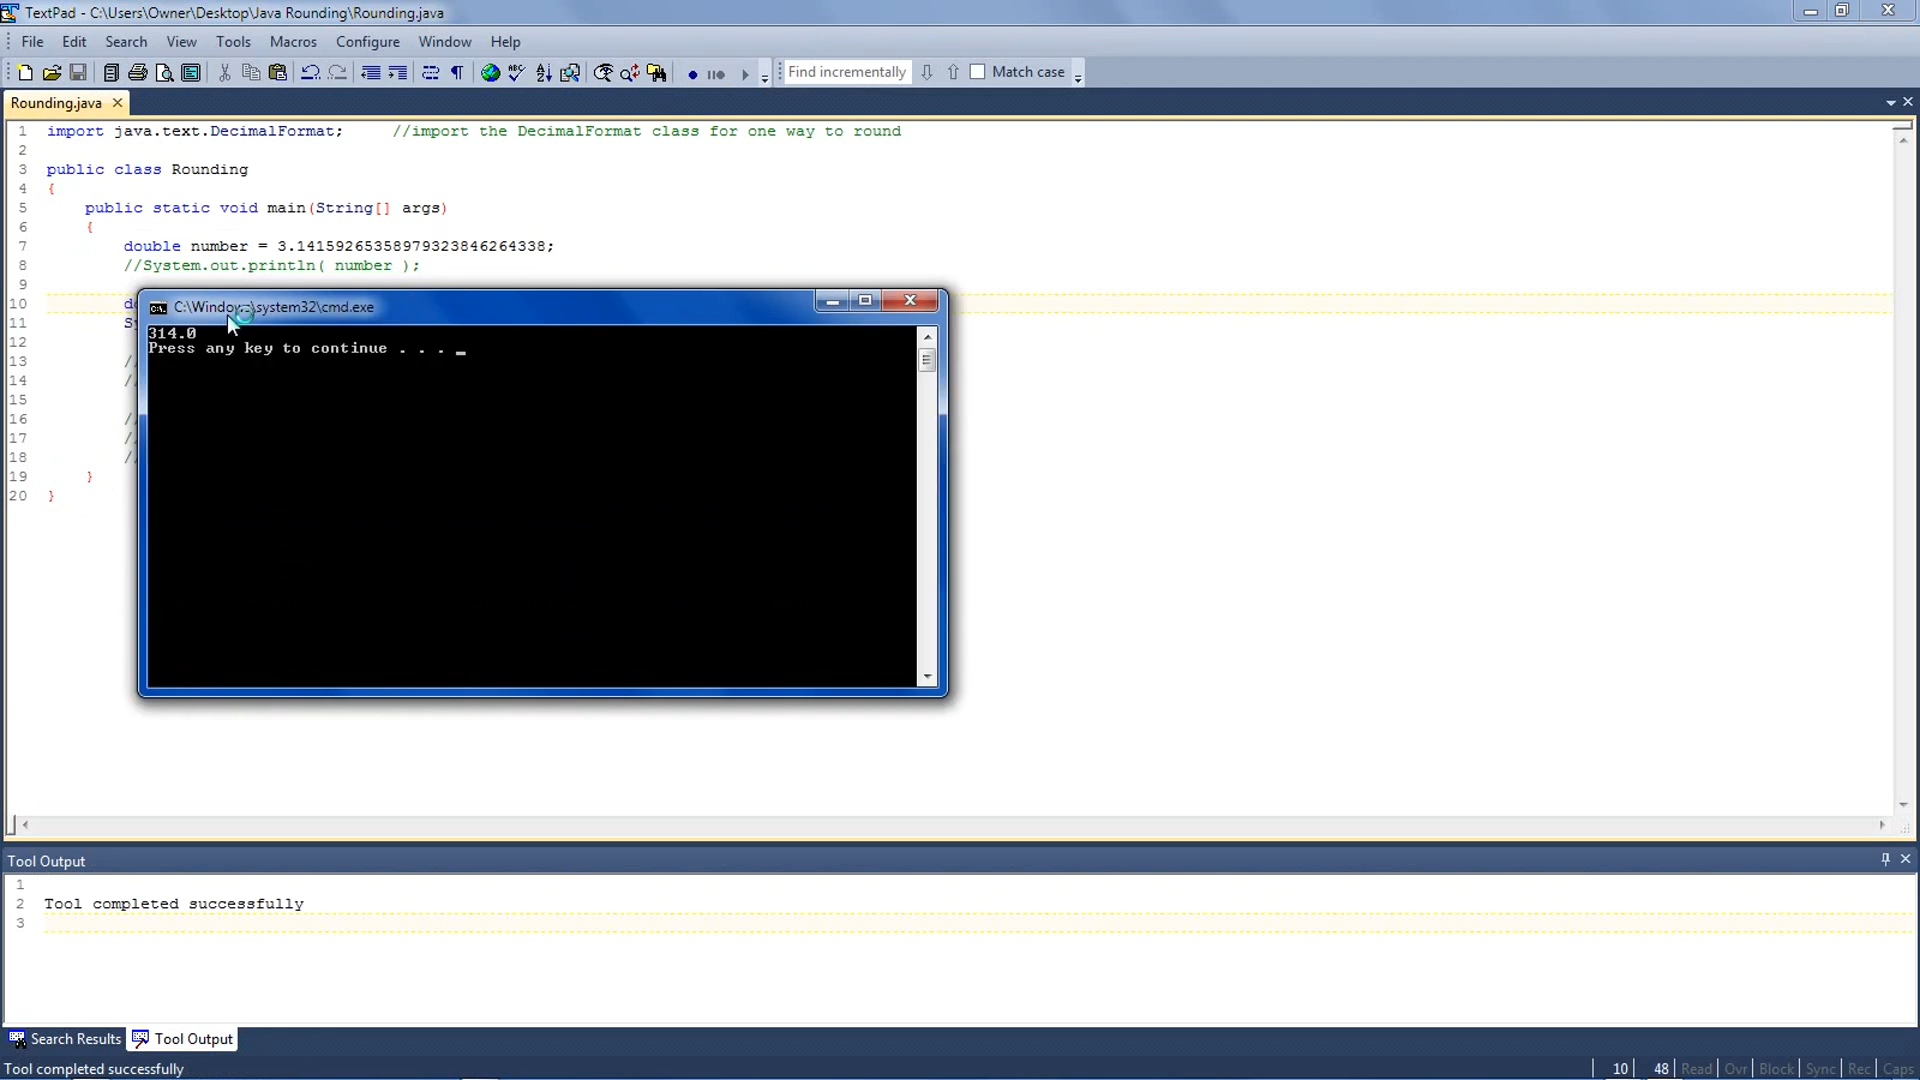 TextPad - C:\Users\Owner\Desktop\Java Rounding\Rounding.java
File Edit Search View Tools Macros Configure Window Help
Find incrementally Match case
Rounding.java
1 import java.text.DecimalFormat; //import the DecimalFormat class for one way to round
2
3 public class Rounding
4 {
5 public static void main(String[] args)
6 {
7 double number = 3.14159265358979323846264338;
8 //System.out.println( number );
9
10
11
12
13
14
15
16
17
18
19 }
20 }
C:\Windows\system32\cmd.exe
314.0
Press any key to continue . . . _
Tool Output
1
2 Tool completed successfully
3
Search Results Tool Output
Tool completed successfully 10 48 Read Ovr Block Sync Rec Caps